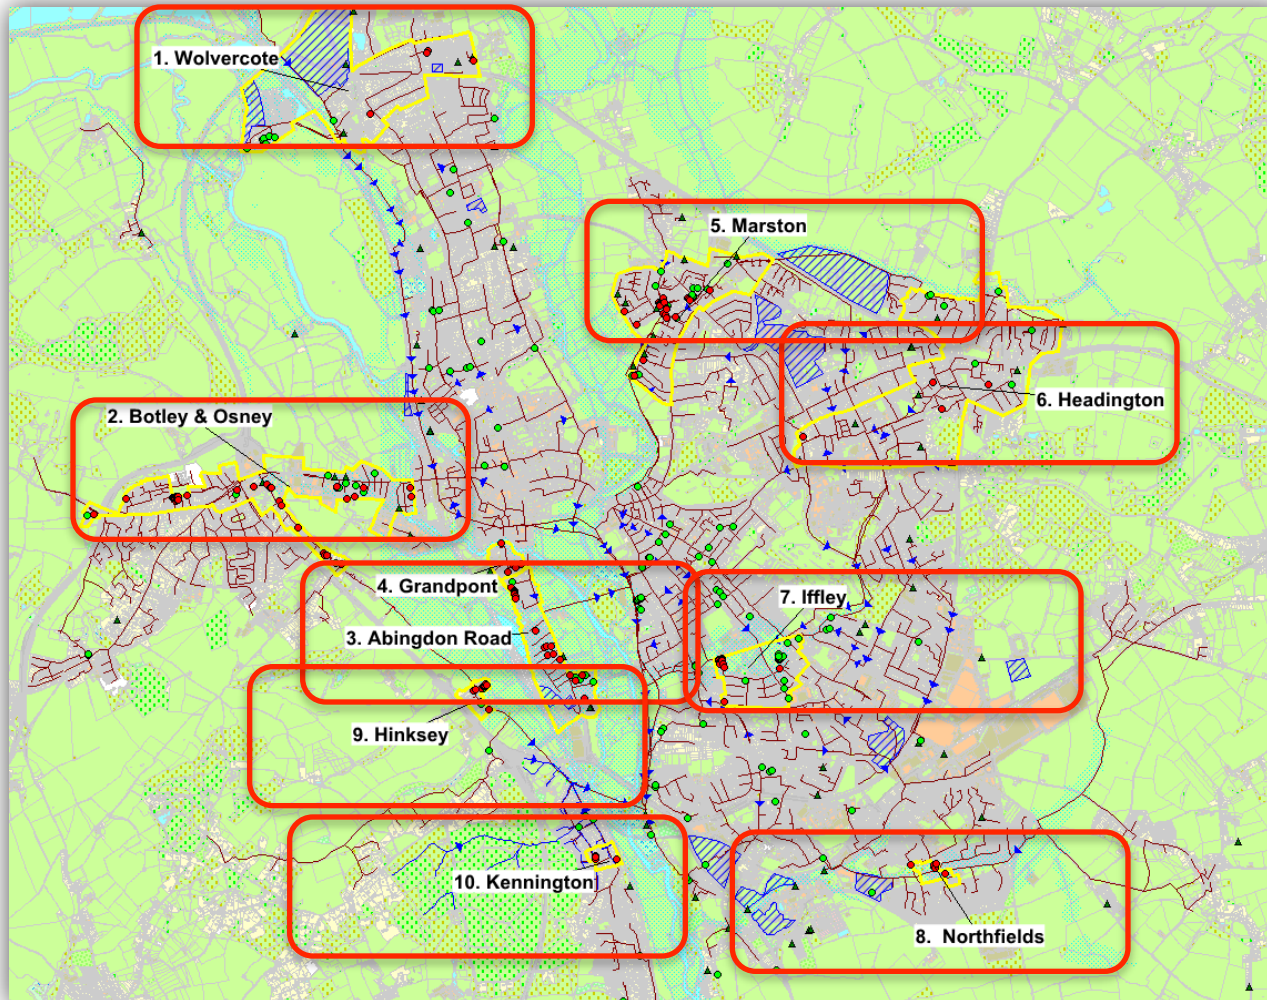 1. Wolvercote
5. Marston
6. Headington
2. Botley & Osney
4. Grandpont
7. Iffley
3. Abingdon Road
9. Hinksey
10. Kennington
8.  Northfields